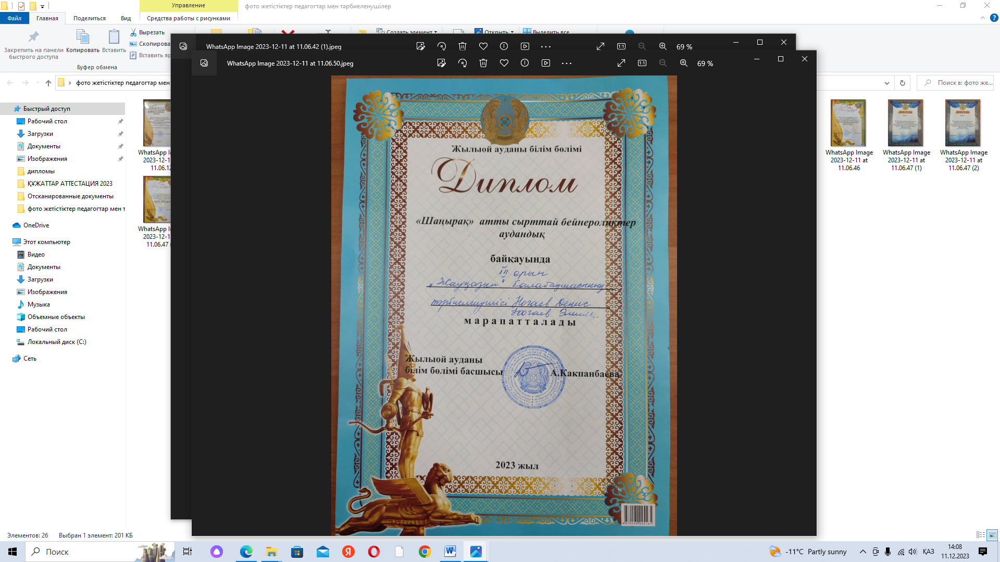 Управление
фото жетістіктер педагогтар мен тәрбиеленушілер
Файл
Главная
Поделиться
Вид
Средства работы с рисунками
Закрепить на панели
быстрого доступа
Копировать
Вставить
Вырезать
Вставить
Буфер обмена
Создать элемент
Открыть
Выделить все
WhatsApp Image 2023-12-11 at 11.06.42 (1).jpeg
69 %
WhatsApp Image 2023-12-11 at 11.06.50.jpeg
69 %
фото жетістіктер педагогтар мен
Поиск в: фото же...
Быстрый доступ
Рабочий стол
Загрузки
Документы
Изображения
дипломы
ҚҰЖАТТАР АТТЕСТАЦИЯ 2023
Отсканированные документы
фото жетістіктер педагогтар мен т
OneDrive
Этот компьютер
Видео
Документы
Загрузки
Изображения
Музыка
Объемные объекты
Рабочий стол
Локальный диск (C:)
Сеть
WhatsApp
2023-12-1
11.06.12
WhatsApp
2023-12-1
11.06.47
Жылыой ауданы білім бөлімі
Диплом
«Шаңырақ» атты сырттай бейнероликтер
аудандық
байқауында
III орын
"Жауқазын" балабақшасының
тәрбиеленушісі Ногаев Денис
Ногаев Эмиль..
марапатталады
Жылыой ауданы
білім бөлімі басшысы
А.Какпанбаева
2023 жыл
WhatsApp Image
2023-12-11 at
11.06.46
WhatsApp Image
2023-12-11 at
11.06.47 (1)
WhatsApp Image
2023-12-11 at
11.06.47 (2)
ДИПЛОМ
ДИПЛОМ
Элементов: 26
Выбран 1 элемент: 201 КБ
Поиск
-11°C Partly sunny
ҚАЗ
14:08
11.12.2023